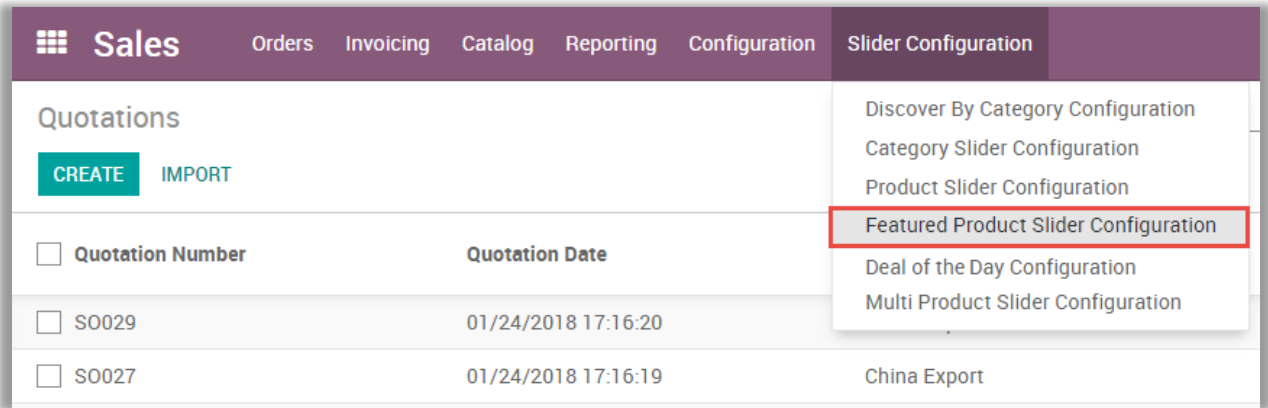 Sales Orders Invoicing Catalog Reporting Configuration Slider Configuration
Quotations
CREATE IMPORT
Discover By Category Configuration
Category Slider Configuration
Product Slider Configuration
Featured Product Slider Configuration
Deal of the Day Configuration
Multi Product Slider Configuration
Quotation Number Quotation Date
SO029 01/24/2018 17:16:20
SO027 01/24/2018 17:16:19 China Export